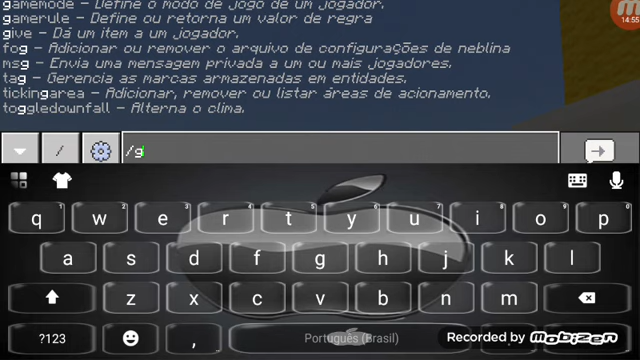 gamemode – Define o modo de jogo de um jogador.
gamerule – Define ou retorna um valor de regra
give – Dá um item a um jogador.
fog – Adicionar ou remover o arquivo de configurações de neblina
msg – Envia uma mensagem privada a um ou mais jogadores.
tag – Gerencia as marcas armazenadas em entidades.
tickingarea – Adicionar, remover ou listar áreas de acionamento.
toggledownfall – Alterna o clima.
14:55
/ /g
q 1 w 2 e 3 r 4 t 5 y 6 u 7 i 8 o 9 p 0
a s d f g h j k l
z x c v b n m
?123 , Português (Brasil)
Recorded by MOBIZEN